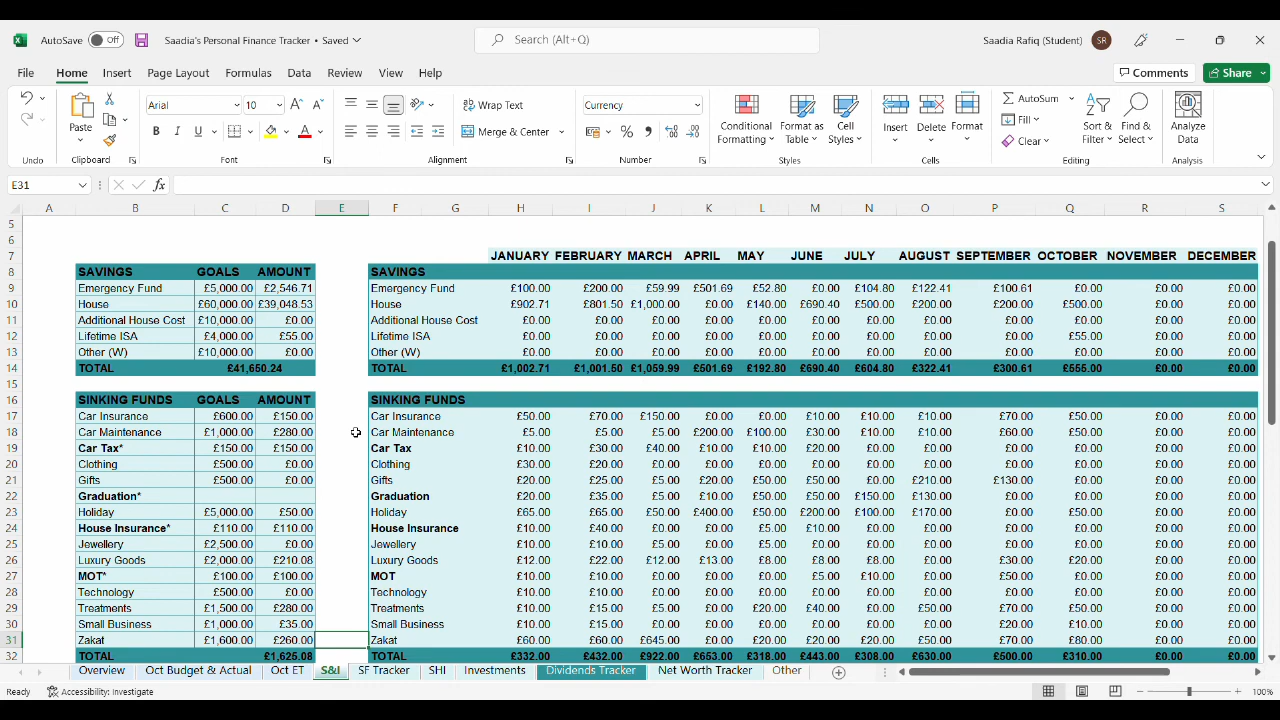 AutoSave Off Saadia's Personal Finance Tracker • Saved Search (Alt+Q) Saadia Rafiq (Student) SR
File Home Insert Page Layout Formulas Data Review View Help Comments Share
Paste Arial 10 B I U A Wrap Text Merge & Center Currency % Conditional Formatting Format as Table Cell Styles Insert Delete Format AutoSum Fill Clear Sort & Filter Find & Select Analyze Data
Undo Clipboard Font Alignment Number Styles Cells Editing Analysis
E31 fx
A B C D E F G H I J K L M N O P Q R S
5
6
7 JANUARY FEBRUARY MARCH APRIL MAY JUNE JULY AUGUST SEPTEMBER OCTOBER NOVEMBER DECEMBER
8 SAVINGS GOALS AMOUNT SAVINGS
9 Emergency Fund £5,000.00 £2,546.71 Emergency Fund £100.00 £200.00 £59.99 £501.69 £52.80 £0.00 £104.80 £122.41 £100.61 £0.00 £0.00 £0.00
10 House £60,000.00 £39,048.53 House £902.71 £801.50 £1,000.00 £0.00 £140.00 £690.40 £500.00 £200.00 £200.00 £500.00 £0.00 £0.00
11 Additional House Cost £10,000.00 £0.00 Additional House Cost £0.00 £0.00 £0.00 £0.00 £0.00 £0.00 £0.00 £0.00 £0.00 £0.00 £0.00 £0.00
12 Lifetime ISA £4,000.00 £55.00 Lifetime ISA £0.00 £0.00 £0.00 £0.00 £0.00 £0.00 £0.00 £0.00 £0.00 £55.00 £0.00 £0.00
13 Other (W) £10,000.00 £0.00 Other (W) £0.00 £0.00 £0.00 £0.00 £0.00 £0.00 £0.00 £0.00 £0.00 £0.00 £0.00 £0.00
14 TOTAL £41,650.24 TOTAL £1,002.71 £1,001.50 £1,059.99 £501.69 £192.80 £690.40 £604.80 £322.41 £300.61 £555.00 £0.00 £0.00
15
16 SINKING FUNDS GOALS AMOUNT SINKING FUNDS
17 Car Insurance £600.00 £150.00 Car Insurance £50.00 £70.00 £150.00 £0.00 £0.00 £10.00 £10.00 £10.00 £70.00 £50.00 £0.00 £0.00
18 Car Maintenance £1,000.00 £280.00 Car Maintenance £5.00 £5.00 £5.00 £200.00 £100.00 £30.00 £10.00 £10.00 £60.00 £50.00 £0.00 £0.00
19 Car Tax* £150.00 £150.00 Car Tax £10.00 £30.00 £40.00 £10.00 £10.00 £20.00 £0.00 £0.00 £0.00 £0.00 £0.00 £0.00
20 Clothing £500.00 £0.00 Clothing £30.00 £20.00 £0.00 £0.00 £0.00 £0.00 £0.00 £0.00 £0.00 £0.00 £0.00 £0.00
21 Gifts £500.00 £0.00 Gifts £20.00 £25.00 £5.00 £20.00 £50.00 £50.00 £0.00 £210.00 £130.00 £0.00 £0.00 £0.00
22 Graduation* Graduation £20.00 £35.00 £5.00 £10.00 £50.00 £50.00 £150.00 £130.00 £0.00 £0.00 £0.00 £0.00
23 Holiday £5,000.00 £50.00 Holiday £65.00 £65.00 £50.00 £400.00 £50.00 £200.00 £100.00 £170.00 £0.00 £50.00 £0.00 £0.00
24 House Insurance* £110.00 £110.00 House Insurance £10.00 £40.00 £0.00 £0.00 £5.00 £10.00 £0.00 £0.00 £0.00 £0.00 £0.00 £0.00
25 Jewellery £2,500.00 £0.00 Jewellery £10.00 £10.00 £5.00 £0.00 £5.00 £0.00 £0.00 £0.00 £0.00 £0.00 £0.00 £0.00
26 Luxury Goods £2,000.00 £210.08 Luxury Goods £12.00 £22.00 £12.00 £13.00 £8.00 £8.00 £8.00 £0.00 £30.00 £20.00 £0.00 £0.00
27 MOT* £100.00 £100.00 MOT £10.00 £10.00 £0.00 £0.00 £0.00 £5.00 £10.00 £0.00 £50.00 £0.00 £0.00 £0.00
28 Technology £500.00 £0.00 Technology £10.00 £10.00 £0.00 £0.00 £0.00 £0.00 £0.00 £0.00 £0.00 £0.00 £0.00 £0.00
29 Treatments £1,500.00 £280.00 Treatments £10.00 £15.00 £5.00 £0.00 £20.00 £40.00 £0.00 £50.00 £70.00 £10.00 £0.00 £0.00
30 Small Business £1,000.00 £35.00 Small Business £10.00 £15.00 £0.00 £0.00 £0.00 £0.00 £0.00 £0.00 £20.00 £0.00 £0.00 £0.00
31 Zakat £1,600.00 £260.00 Zakat £60.00 £60.00 £645.00 £20.00 £20.00 £20.00 £20.00 £50.00 £70.00 £80.00 £0.00 £0.00
32 TOTAL £1,625.08 TOTAL £332.00 £432.00 £922.00 £653.00 £318.00 £443.00 £308.00 £630.00 £500.00 £310.00 £0.00 £0.00
Overview Oct Budget & Actual Oct ET S&I SF Tracker SHI Investments Dividends Tracker Net Worth Tracker Other
Ready Accessibility: Investigate 100%